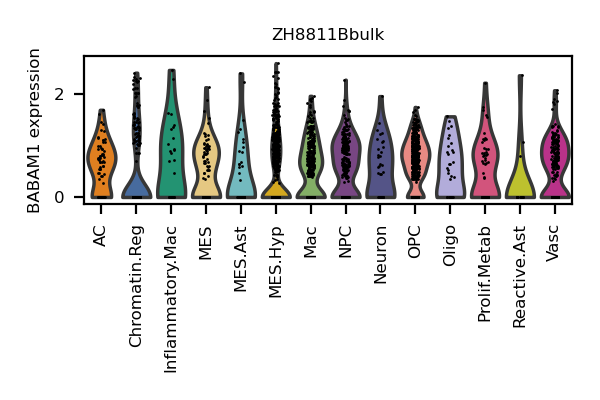 ZH8811Bbulk
BABAM1 expression
2
0
AC
Chromatin.Reg
Inflammatory.Mac
MES
MES.Ast
MES.Hyp
Mac
NPC
Neuron
OPC
Oligo
Prolif.Metab
Reactive.Ast
Vasc